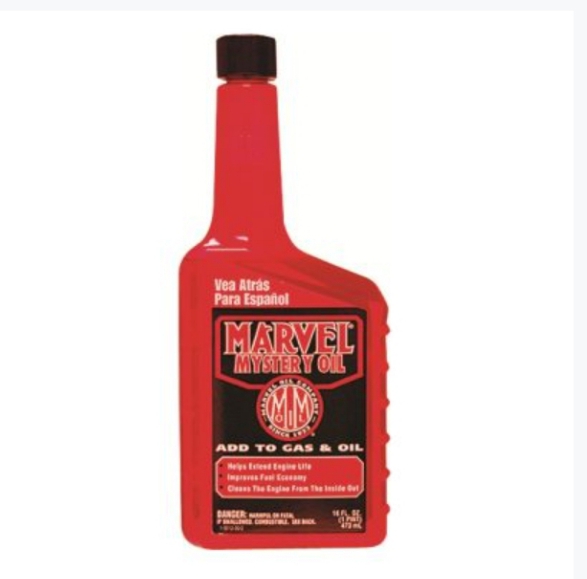 Vea Atrás
Para Español
MARVEL®
MYSTERY OIL
MARVEL OIL COMPANY
MOM
SINCE 1923
ADD TO GAS & OIL
Helps Extend Engine Life
Improves Fuel Economy
Cleans The Engine From The Inside Out
DANGER: HARMFUL OR FATAL
IF SWALLOWED. COMBUSTIBLE. SEE BACK.
16 FL. OZ.
(1 PINT)
473 mL